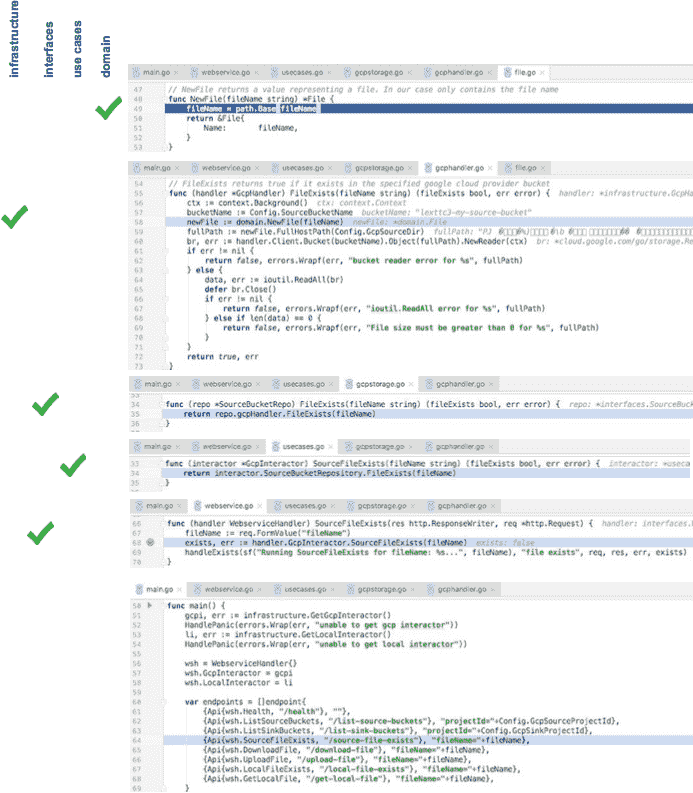 infrastructure
interfaces
use cases
domain
main.go webservice.go usecases.go gcpstorage.go gcphandler.go file.go
47 // NewFile returns a value representing a file. In our case only contains the file name
48 func NewFile(fileName string) *File {
49 fileName = path.Base(fileName)
50 return &File{
51 Name: fileName,
52 }
53 }
main.go webservice.go usecases.go gcpstorage.go gcphandler.go file.go
54 // FileExists returns true if it exists in the specified google cloud provider bucket
55 func (handler *GcpHandler) FileExists(fileName string) (fileExists bool, err error) { handler: *infrastructure.GcpHa
56 ctx := context.Background() ctx: context.Context
57 bucketName := Config.SourceBucketName bucketName: "lexttc3-my-source-bucket"
58 newFile := domain.NewFile(fileName) newFile: *domain.File
59 fullPath := newFile.FullHostPath(Config.GcpSourceDir) fullPath:
60 br, err := handler.Client.Bucket(bucketName).Object(fullPath).NewReader(ctx) br: *cloud.google.com/go/storage.Re
61 if err != nil {
62 return false, errors.Wrapf(err, "bucket reader error for %s", fullPath)
63 } else {
64 data, err := ioutil.ReadAll(br)
65 defer br.Close()
66 if err != nil {
67 return false, errors.Wrapf(err, "ioutil.ReadAll error for %s", fullPath)
68 } else if len(data) == 0 {
69 return false, errors.Wrapf(err, "File size must be greater than 0 for %s", fullPath)
70 }
71 }
72 return true, err
73 }
main.go webservice.go usecases.go gcpstorage.go gcphandler.go
33
34 func (repo *SourceBucketRepo) FileExists(fileName string) (fileExists bool, err error) { repo: *interfaces.SourceBuc
35 return repo.gcpHandler.FileExists(fileName)
36 }
main.go webservice.go usecases.go gcpstorage.go gcphandler.go
33 func (interactor *GcpInteractor) SourceFileExists(fileName string) (fileExists bool, err error) { interactor: *useca
34 return interactor.SourceBucketRepository.FileExists(fileName)
35 }
main.go webservice.go usecases.go gcpstorage.go gcphandler.go
66 func (handler WebserviceHandler) SourceFileExists(res http.ResponseWriter, req *http.Request) { handler: interfaces.
67 fileName := req.FormValue("fileName")
68 exists, err := handler.GcpInteractor.SourceFileExists(fileName) exists: false
69 handleExists(sf("Running SourceFileExists for fileName: %s...", fileName), "file exists", req, res, err, exists)
70 }
main.go webservice.go usecases.go gcpstorage.go gcphandler.go
50 func main() {
51 gcpi, err := infrastructure.GetGcpInteractor()
52 HandlePanic(errors.Wrap(err, "unable to get gcp interactor"))
53 li, err := infrastructure.GetLocalInteractor()
54 HandlePanic(errors.Wrap(err, "unable to get local interactor"))
55
56 wsh = WebserviceHandler{}
57 wsh.GcpInteractor = gcpi
58 wsh.LocalInteractor = li
59
60 var endpoints = []endpoint{
61 {Api{wsh.Health, "/health"}, ""},
62 {Api{wsh.ListSourceBuckets, "/list-source-buckets"}, "projectId="+Config.GcpSourceProjectId},
63 {Api{wsh.ListSinkBuckets, "/list-sink-buckets"}, "projectId="+Config.GcpSinkProjectId},
64 {Api{wsh.SourceFileExists, "/source-file-exists"}, "fileName="+fileName},
65 {Api{wsh.DownloadFile, "/download-file"}, "fileName="+fileName},
66 {Api{wsh.UploadFile, "/upload-file"}, "fileName="+fileName},
67 {Api{wsh.LocalFileExists, "/local-file-exists"}, "fileName="+fileName},
68 {Api{wsh.GetLocalFile, "/get-local-file"}, "fileName="+fileName},
69 }